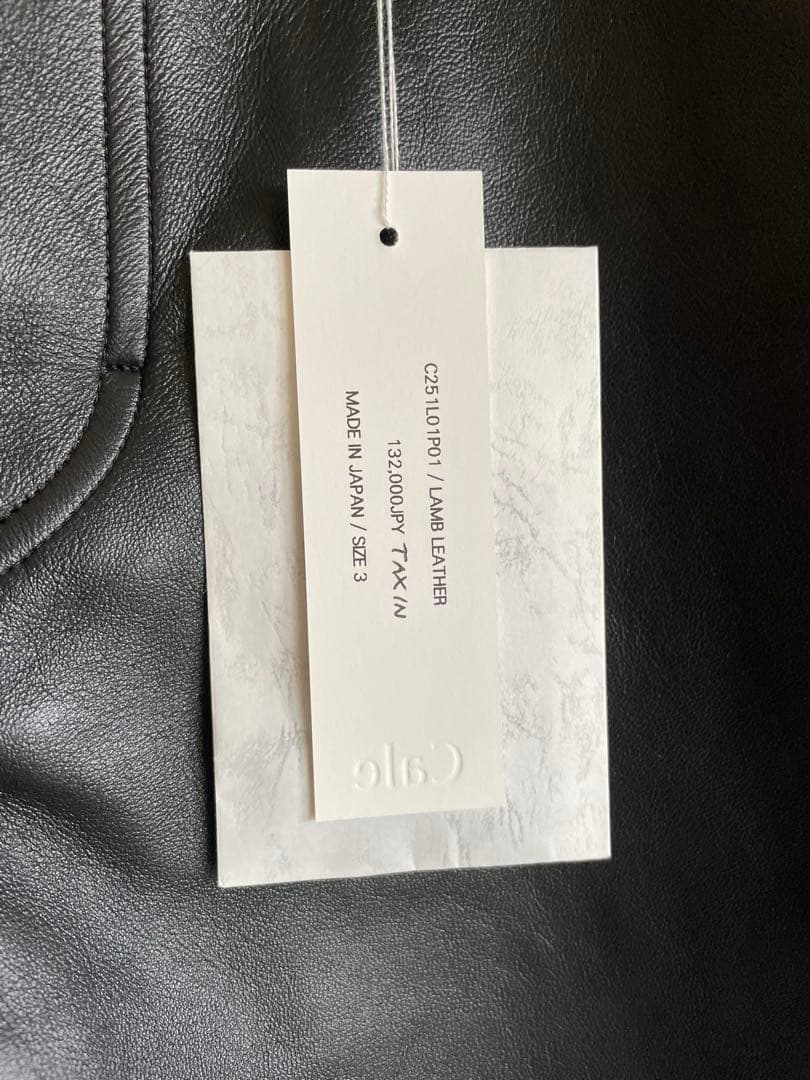 C251L01P01 / LAMB LEATHER
132,000JPY TAX IN
MADE IN JAPAN / SIZE 3
Cale